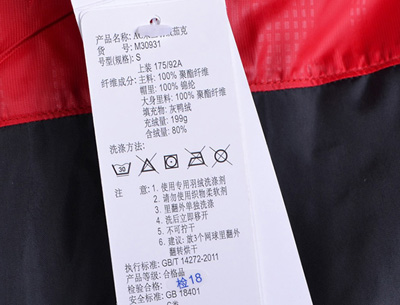 产品名称: 绒茄克
货 号: M30931
号型(规格): S
上装 175/92A
纤维成分: 主料: 100% 聚酯纤维
帽里: 100% 锦纶
大身里料: 100% 聚酯纤维
填充物: 灰鸭绒
充绒量: 199g
含绒量: 80%
洗涤方法:
30
注意: 1. 使用专用羽绒洗涤剂
2. 请勿使用织物柔软剂
3. 里翻外单独洗涤
4. 洗后立即移开
5. 不可拧干
6. 建议: 放3个网球里翻外
翻转烘干
执行标准: GB/T 14272-2011
产品等级: 合格品
检验合格: 检18
安全标准: GB 18401